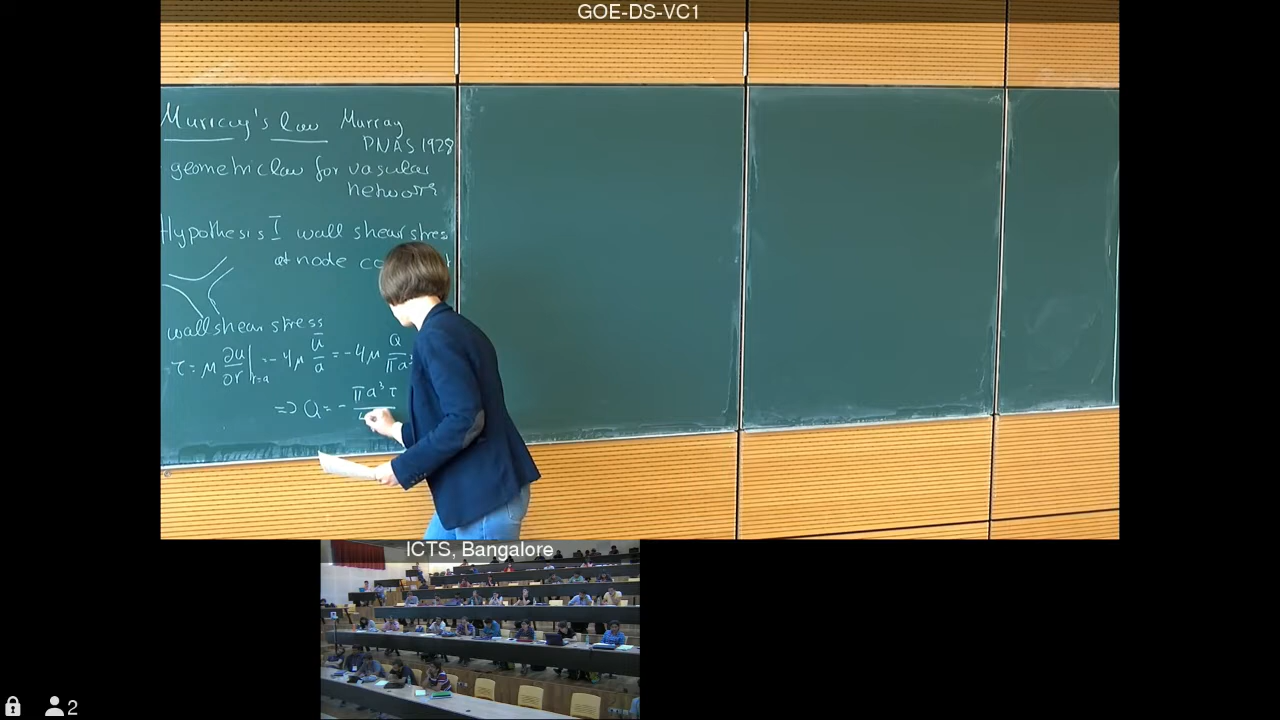 GOE-DS-VC1
Murray's law Murray
PNAS 1928
geometric law for vascular
network
Hypothesis I wall shear stress
at node
wall shear stress
τ = μ ∂u/∂r |r=a = -4μ ū/a = -4μ Q/πa³
=> Q = - πa³τ
ICTS, Bangalore
2